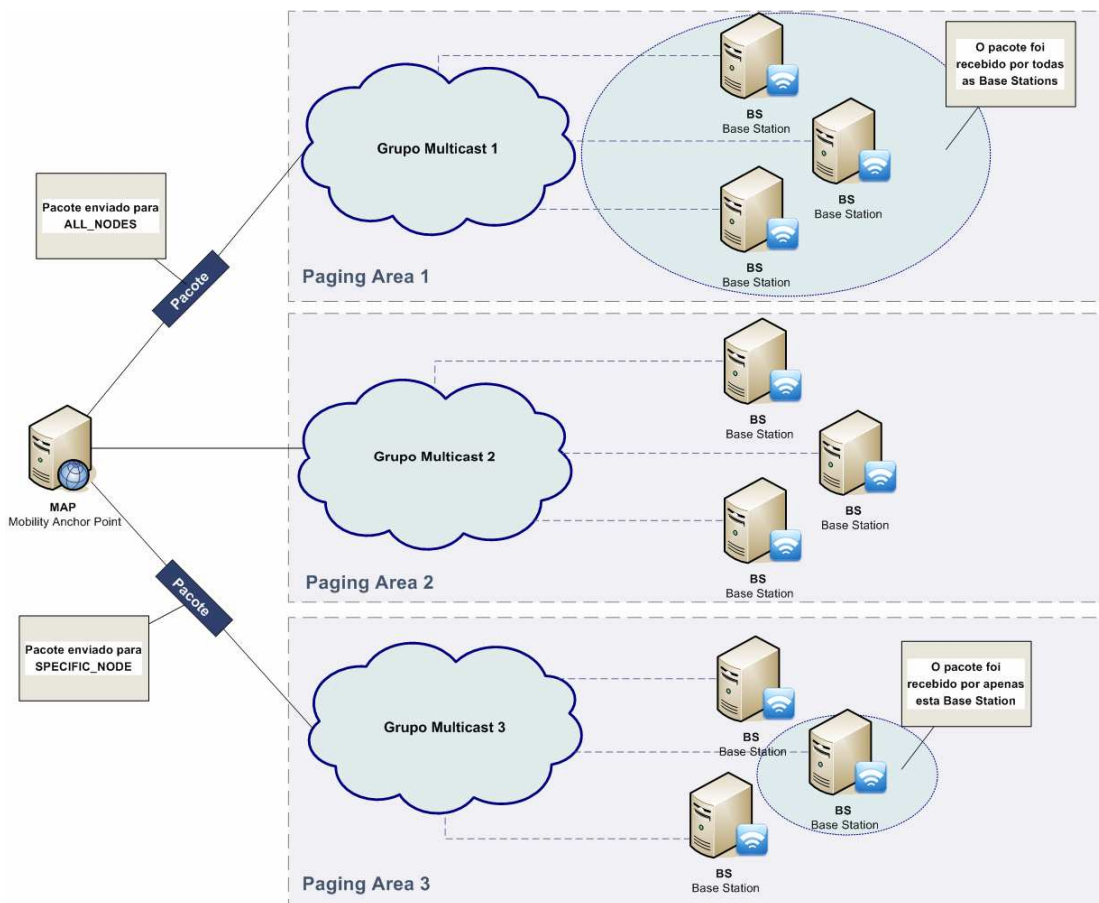 O pacote foi
recebido por todas
as Base Stations
BS
Base Station
Grupo Multicast 1
BS
Base Station
Pacote enviado para
ALL_NODES
BS
Base Station
Pacote
Paging Area 1
BS
Base Station
Grupo Multicast 2
MAP
Mobility Anchor Point
BS
Base Station
BS
Base Station
Paging Area 2
Pacote
Pacote enviado para
SPECIFIC_NODE
O pacote foi
recebido por apenas
esta Base Station
Grupo Multicast 3
BS
Base Station
BS
Base Station
BS
Base Station
Paging Area 3